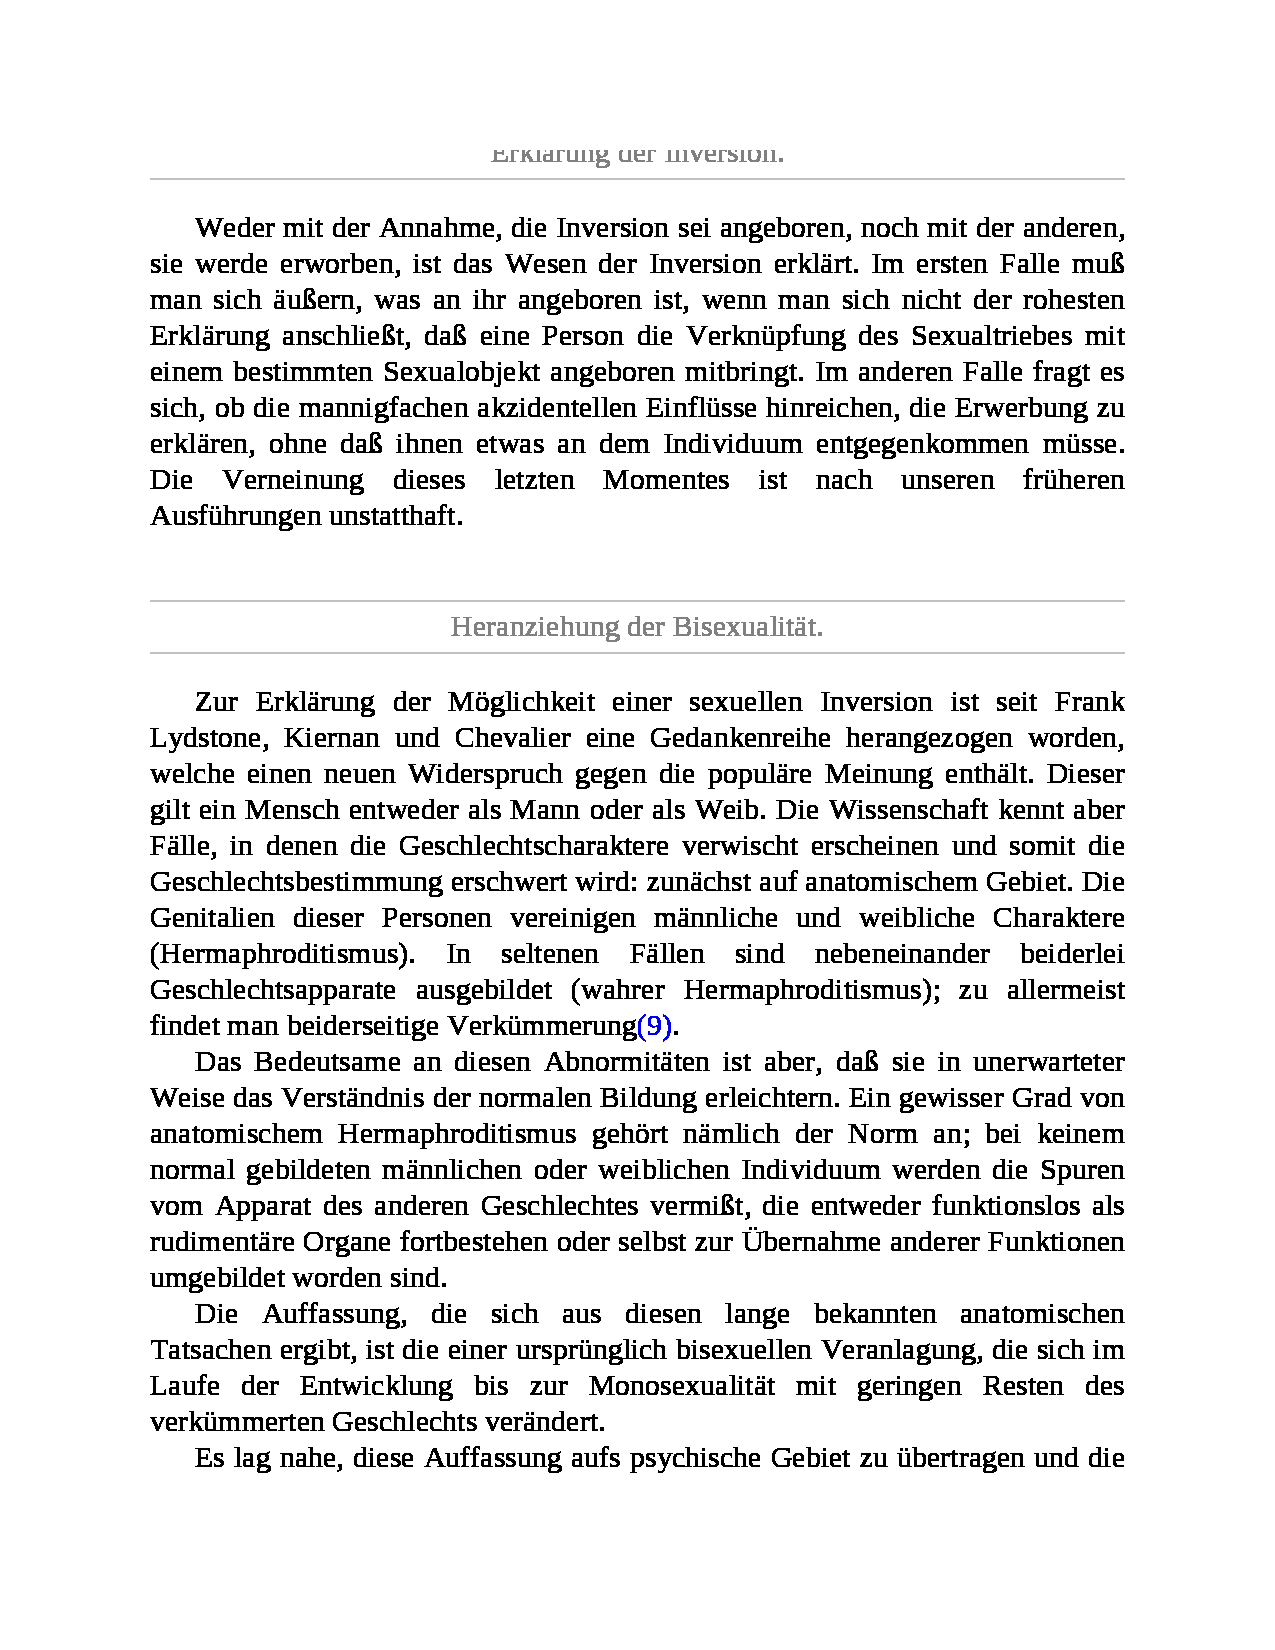 Erklärung der Inversion.
Weder mit der Annahme, die Inversion sei angeboren, noch mit der anderen,
sie werde erworben, ist das Wesen der Inversion erklärt. Im ersten Falle muß
man sich äußern, was an ihr angeboren ist, wenn man sich nicht der rohesten
Erklärung anschließt, daß eine Person die Verknüpfung des Sexualtriebes mit
einem bestimmten Sexualobjekt angeboren mitbringt. Im anderen Falle fragt es
sich, ob die mannigfachen akzidentellen Einflüsse hinreichen, die Erwerbung zu
erklären, ohne daß ihnen etwas an dem Individuum entgegenkommen müsse.
Die Verneinung dieses letzten Momentes ist nach unseren früheren
Ausführungen unstatthaft.
Heranziehung der Bisexualität.
Zur Erklärung der Möglichkeit einer sexuellen Inversion ist seit Frank
Lydstone, Kiernan und Chevalier eine Gedankenreihe herangezogen worden,
welche einen neuen Widerspruch gegen die populäre Meinung enthält. Dieser
gilt ein Mensch entweder als Mann oder als Weib. Die Wissenschaft kennt aber
Fälle, in denen die Geschlechtscharaktere verwischt erscheinen und somit die
Geschlechtsbestimmung erschwert wird: zunächst auf anatomischem Gebiet. Die
Genitalien dieser Personen vereinigen männliche und weibliche Charaktere
(Hermaphroditismus). In seltenen Fällen sind nebeneinander beiderlei
Geschlechtsapparate ausgebildet (wahrer Hermaphroditismus); zu allermeist
findet man beiderseitige Verkümmerung(9).
Das Bedeutsame an diesen Abnormitäten ist aber, daß sie in unerwarteter
Weise das Verständnis der normalen Bildung erleichtern. Ein gewisser Grad von
anatomischem Hermaphroditismus gehört nämlich der Norm an; bei keinem
normal gebildeten männlichen oder weiblichen Individuum werden die Spuren
vom Apparat des anderen Geschlechtes vermißt, die entweder funktionslos als
rudimentäre Organe fortbestehen oder selbst zur Übernahme anderer Funktionen
umgebildet worden sind.
Die Auffassung, die sich aus diesen lange bekannten anatomischen
Tatsachen ergibt, ist die einer ursprünglich bisexuellen Veranlagung, die sich im
Laufe der Entwicklung bis zur Monosexualität mit geringen Resten des
verkümmerten Geschlechts verändert.
Es lag nahe, diese Auffassung aufs psychische Gebiet zu übertragen und die